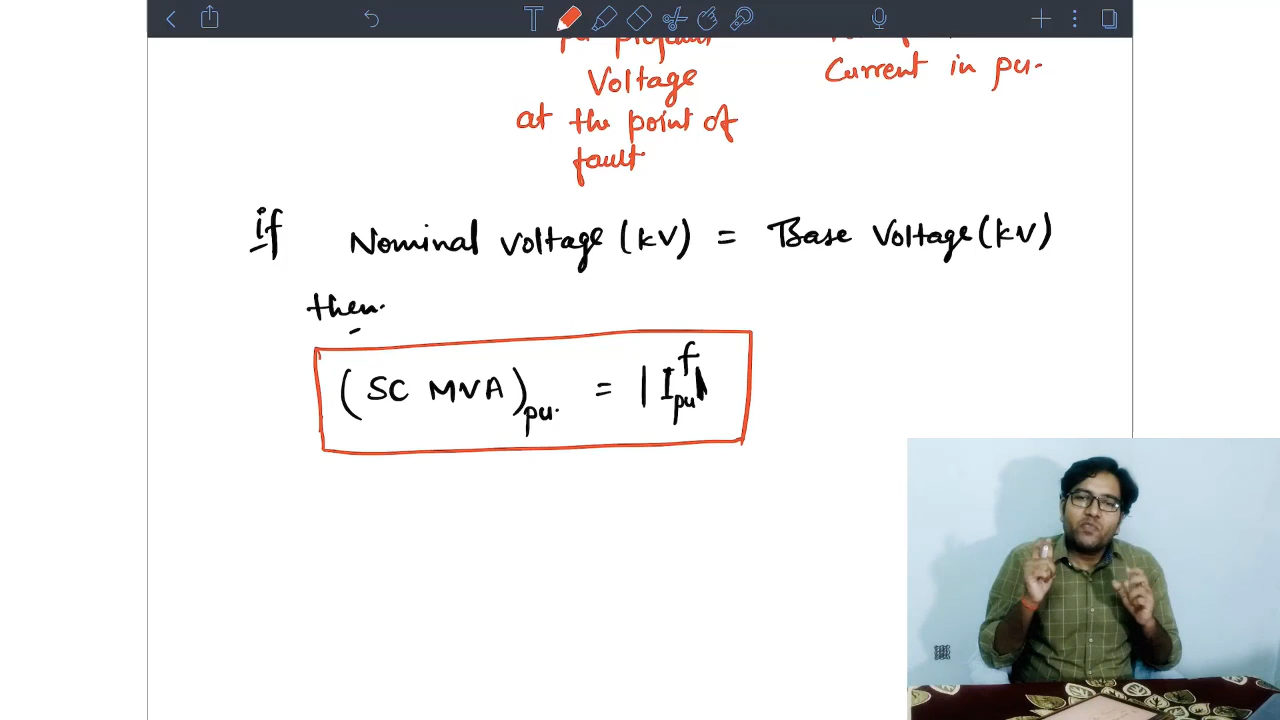 Voltage
Current in pu.
at the point of
fault
if Nominal Voltage (kV) = Base Voltage (kV)
then.
(SC MVA)pu. = |I^f pu|